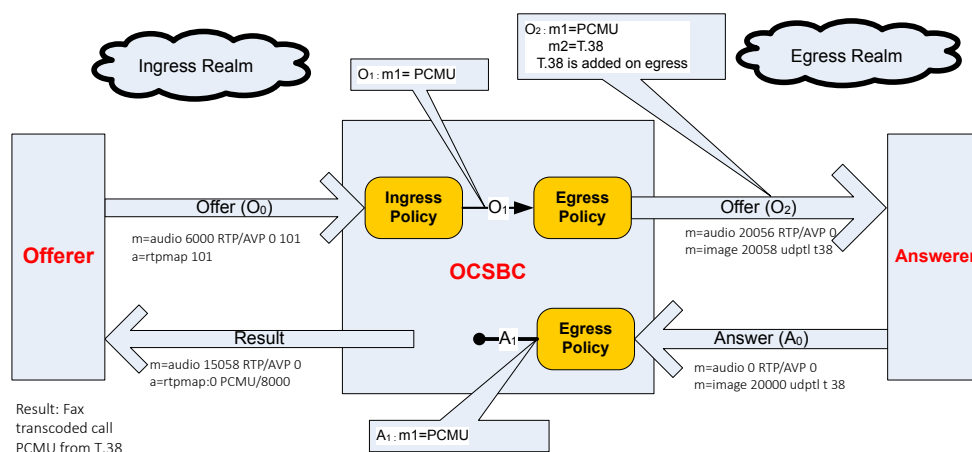 Ingress Realm
O₁ : m1= PCMU
O₂ : m1=PCMU
m2=T.38
T.38 is added on egress
Egress Realm
Offerer
Offer (O₀)
m=audio 6000 RTP/AVP 0 101
a=rtpmap 101
Ingress
Policy
O₁
Egress
Policy
Offer (O₂)
m=audio 20056 RTP/AVP 0
m=image 20058 udptl t38
Answerer
OCSBC
Result
m=audio 15058 RTP/AVP 0
a=rtpmap:0 PCMU/8000
A₁
Egress
Policy
Answer (A₀)
m=audio 0 RTP/AVP 0
m=image 20000 udptl t 38
Result: Fax
transcoded call
PCMU from T.38
A₁ : m1=PCMU